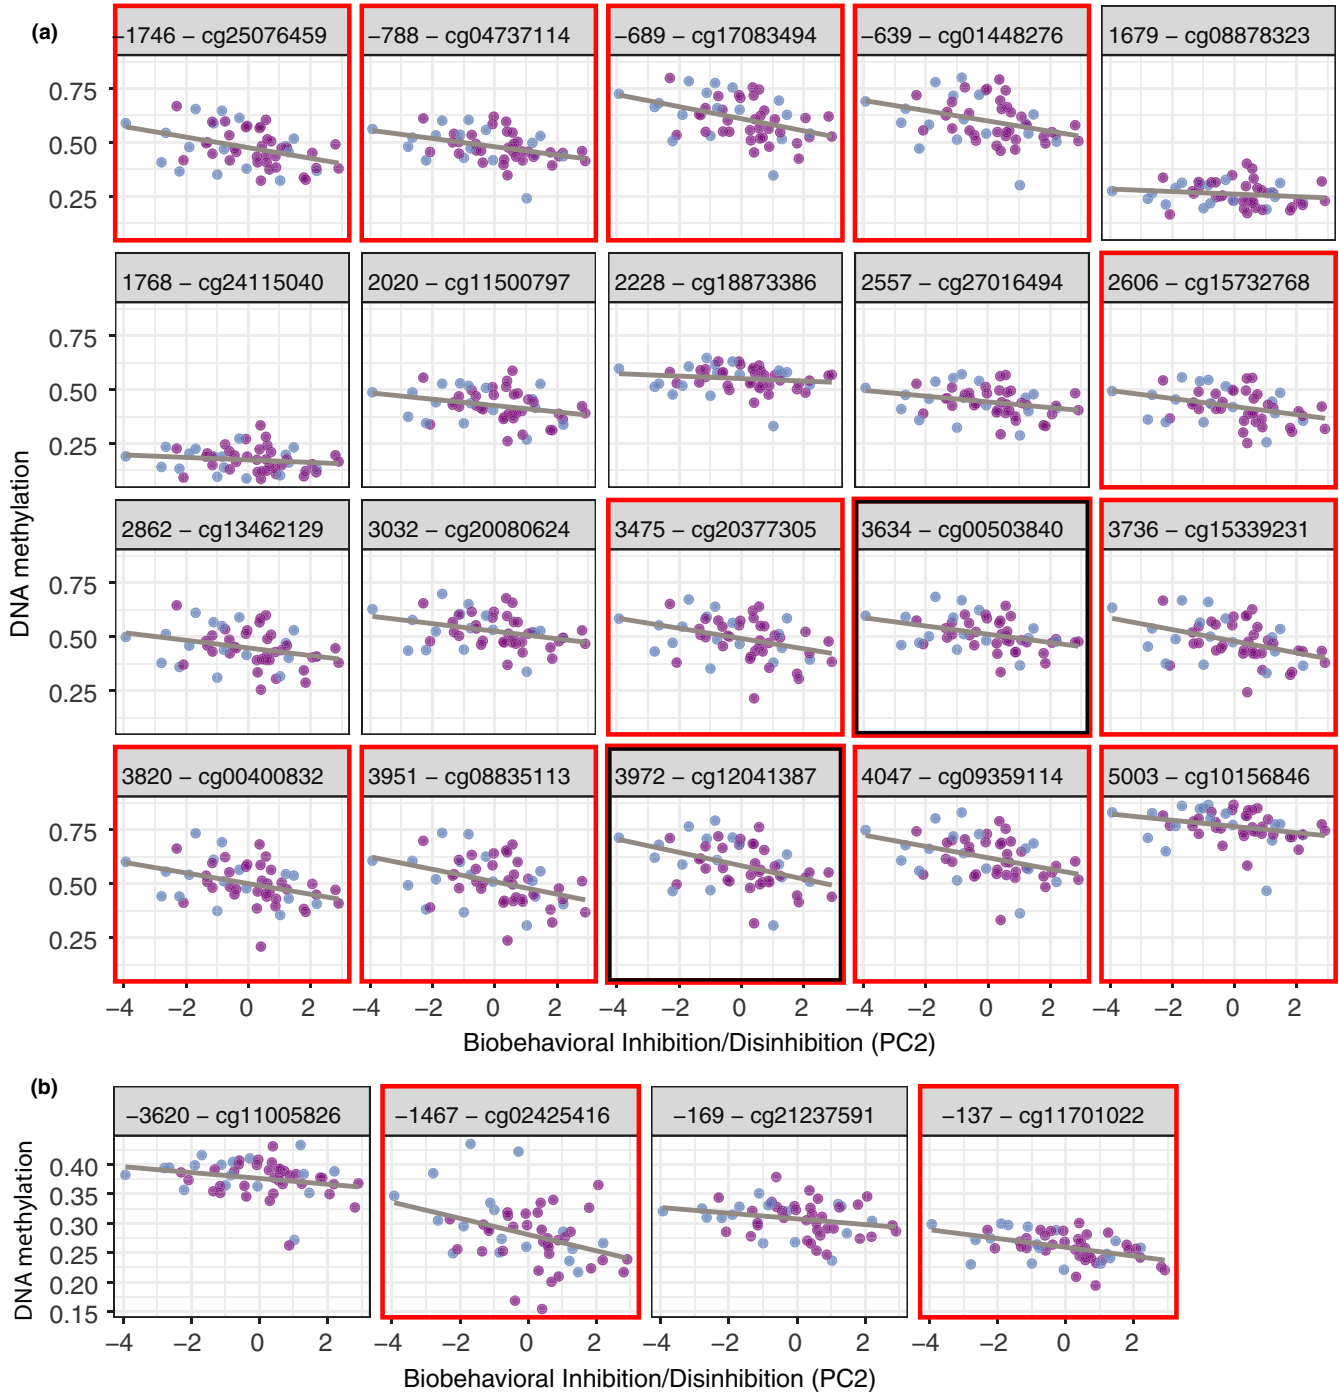 (a)
−1746 − cg25076459
−788 − cg04737114
−689 − cg17083494
−639 − cg01448276
1679 − cg08878323
0.75
0.50
0.25
1768 − cg24115040
2020 − cg11500797
2228 − cg18873386
2557 − cg27016494
2606 − cg15732768
0.75
0.50
0.25
DNA methylation
2862 − cg13462129
3032 − cg20080624
3475 − cg20377305
3634 − cg00503840
3736 − cg15339231
0.75
0.50
0.25
3820 − cg00400832
3951 − cg08835113
3972 − cg12041387
4047 − cg09359114
5003 − cg10156846
0.75
0.50
0.25
−4 −2 0 2 −4 −2 0 2 −4 −2 0 2 −4 −2 0 2 −4 −2 0 2
Biobehavioral Inhibition/Disinhibition (PC2)
(b)
−3620 − cg11005826
−1467 − cg02425416
−169 − cg21237591
−137 − cg11701022
DNA methylation
0.40
0.35
0.30
0.25
0.20
0.15
−4 −2 0 2 −4 −2 0 2 −4 −2 0 2 −4 −2 0 2
Biobehavioral Inhibition/Disinhibition (PC2)